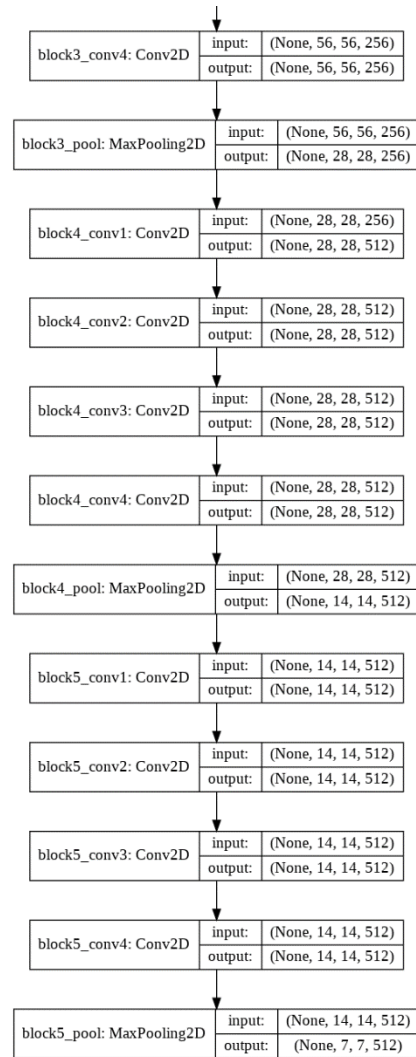 block3_conv4: Conv2D input: (None, 56, 56, 256)
output: (None, 56, 56, 256)
block3_pool: MaxPooling2D input: (None, 56, 56, 256)
output: (None, 28, 28, 256)
block4_conv1: Conv2D input: (None, 28, 28, 256)
output: (None, 28, 28, 512)
block4_conv2: Conv2D input: (None, 28, 28, 512)
output: (None, 28, 28, 512)
block4_conv3: Conv2D input: (None, 28, 28, 512)
output: (None, 28, 28, 512)
block4_conv4: Conv2D input: (None, 28, 28, 512)
output: (None, 28, 28, 512)
block4_pool: MaxPooling2D input: (None, 28, 28, 512)
output: (None, 14, 14, 512)
block5_conv1: Conv2D input: (None, 14, 14, 512)
output: (None, 14, 14, 512)
block5_conv2: Conv2D input: (None, 14, 14, 512)
output: (None, 14, 14, 512)
block5_conv3: Conv2D input: (None, 14, 14, 512)
output: (None, 14, 14, 512)
block5_conv4: Conv2D input: (None, 14, 14, 512)
output: (None, 14, 14, 512)
block5_pool: MaxPooling2D input: (None, 14, 14, 512)
output: (None, 7, 7, 512)